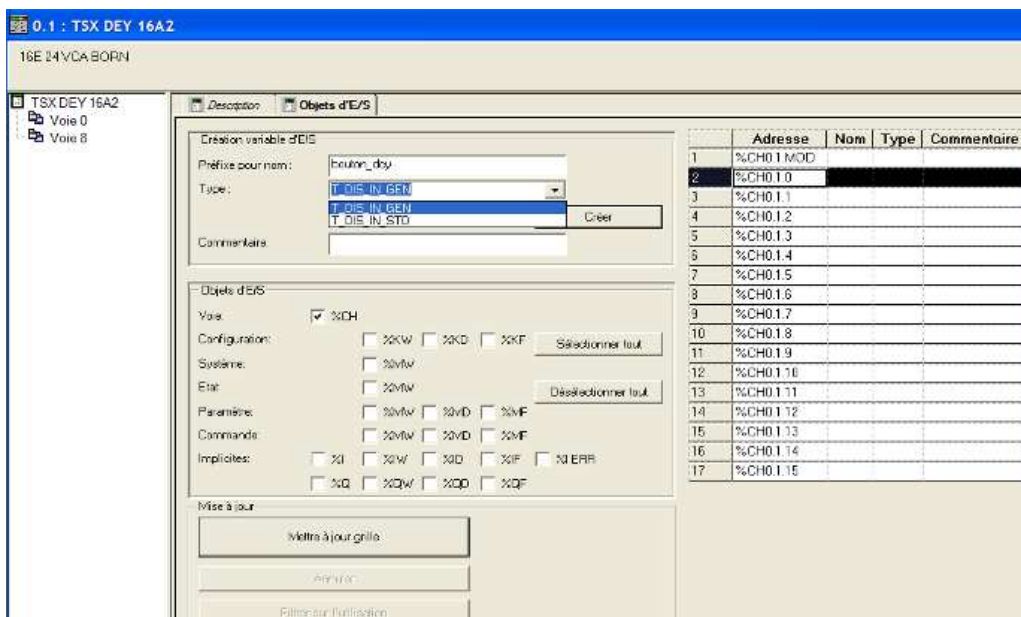 0.1 : TSX DEY 16A2
16E 24 VCA BORN
TSX DEY 16A2
Voie 0
Voie 8
Description
Objets d'E/S
Création variable d'E/S
Préfixe pour nom :
bouton_dey
Type :
T_DIS_IN_GEN
T_DIS_IN_GEN
T_DIS_IN_STD
Créer
Commentaire
Objets d'E/S
Voie:
%CH
Configuration:
%KW %KD %KF
Sélectionner tout
Système:
%MW
Etat
%MW
Désélectionner tout
Paramètre:
%MW %MD %MF
Commande
%MW %MD %MF
Implicites:
%I %IW %ID %IF %I ERR
%Q %QW %QD %QF
Mise à jour
Mettre à jour grille
Annuler
Filtrer sur l'utilisation
Adresse Nom Type Commentaire
1 %CH0.1.MOD
2 %CH0.1.0
3 %CH0.1.1
4 %CH0.1.2
5 %CH0.1.3
6 %CH0.1.4
7 %CH0.1.5
8 %CH0.1.6
9 %CH0.1.7
10 %CH0.1.8
11 %CH0.1.9
12 %CH0.1.10
13 %CH0.1.11
14 %CH0.1.12
15 %CH0.1.13
16 %CH0.1.14
17 %CH0.1.15